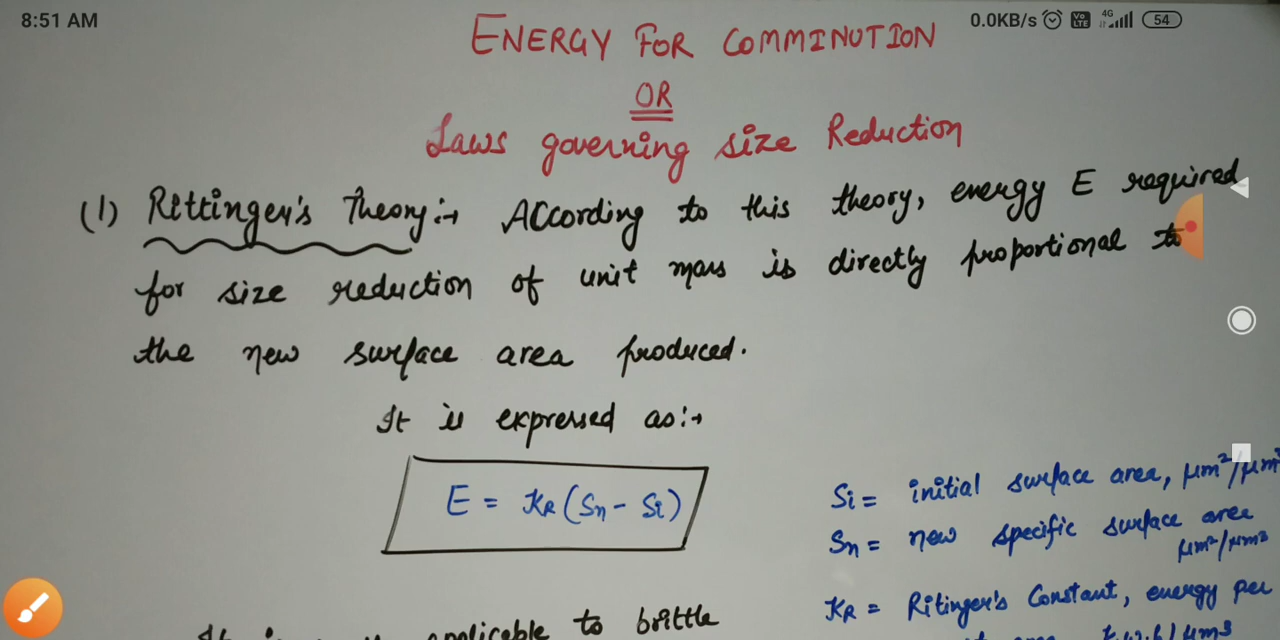 8:51 AM
0.0KB/s
VO LTE
4G
54
ENERGY FOR COMMINUTION
OR
Laws governing size Reduction
(1) Rittinger's Theory:→ According to this theory, energy E required
for size reduction of unit mass is directly proportional to
the new surface area produced.
It is expressed as:→
E = KR (Sn - Si)
Si = initial surface area, μm²/μm³
Sn = new specific surface area
μm²/μm³
KR = Ritinger's Constant, energy per
applicable to brittle